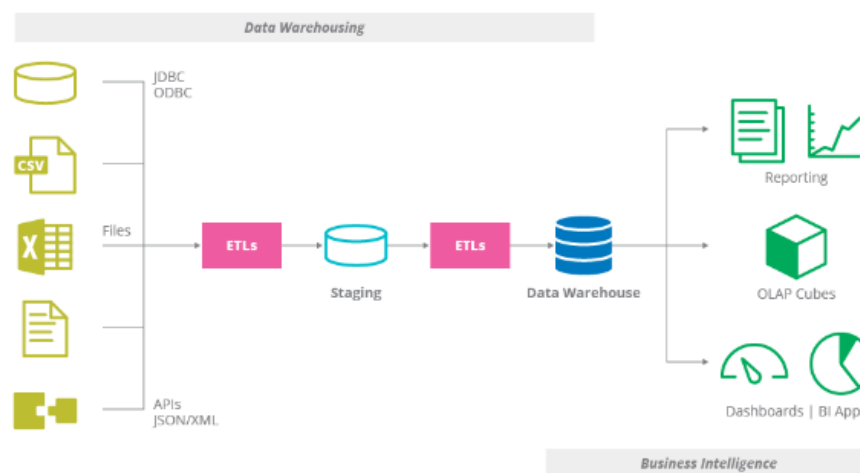 Data Warehousing
JDBC
ODBC
CSV
X
Files
ETLs
ETLs
Staging
Data Warehouse
Reporting
OLAP Cubes
Dashboards | BI App
APIs
JSON/XML
Business Intelligence